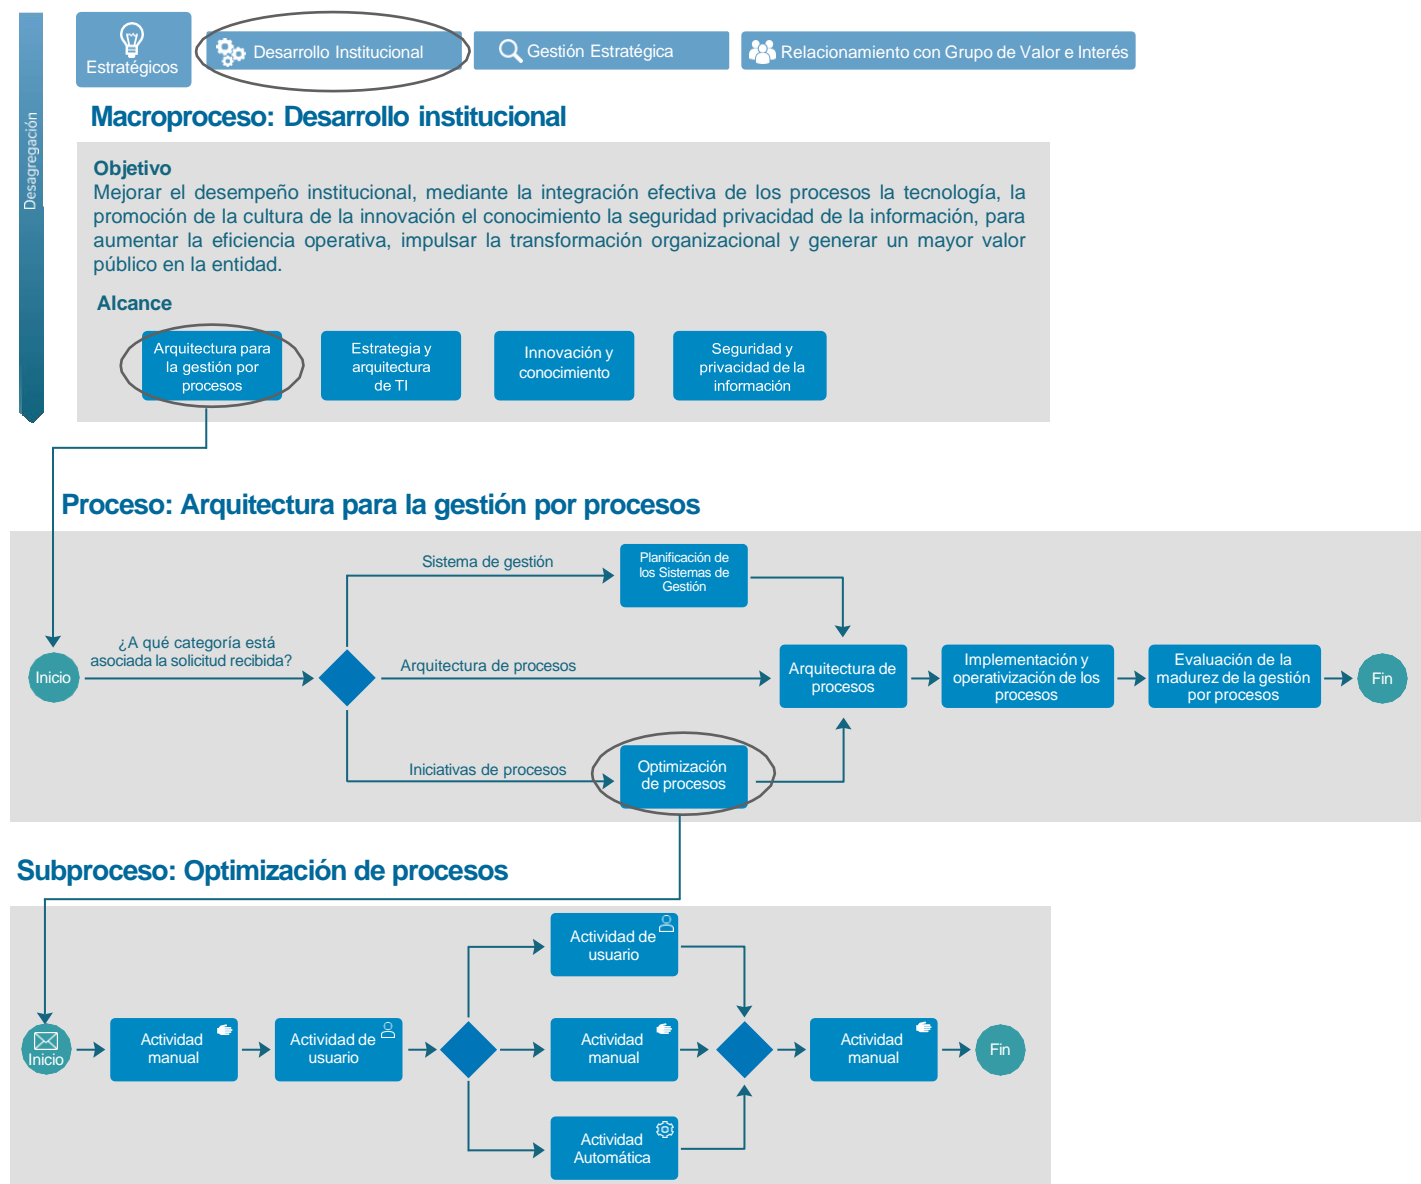 Estratégicos
Desarrollo Institucional
Gestión Estratégica
Relacionamiento con Grupo de Valor e Interés
Desagregación
Macroproceso: Desarrollo institucional
Objetivo
Mejorar el desempeño institucional, mediante la integración efectiva de los procesos la tecnología, la
promoción de la cultura de la innovación el conocimiento la seguridad privacidad de la información, para
aumentar la eficiencia operativa, impulsar la transformación organizacional y generar un mayor valor
público en la entidad.
Alcance
Arquitectura para
la gestión por
procesos
Estrategia y
arquitectura
de TI
Innovación y
conocimiento
Seguridad y
privacidad de la
información
Proceso: Arquitectura para la gestión por procesos
Inicio
¿A qué categoría está
asociada la solicitud recibida?
Sistema de gestión
Planificación de
los Sistemas de
Gestión
Arquitectura de procesos
Iniciativas de procesos
Optimización
de procesos
Arquitectura de
procesos
Implementación y
operativización de los
procesos
Evaluación de la
madurez de la gestión
por procesos
Fin
Subproceso: Optimización de procesos
Inicio
Actividad
manual
Actividad de
usuario
Actividad de
usuario
Actividad
manual
Actividad
Automática
Actividad
manual
Fin